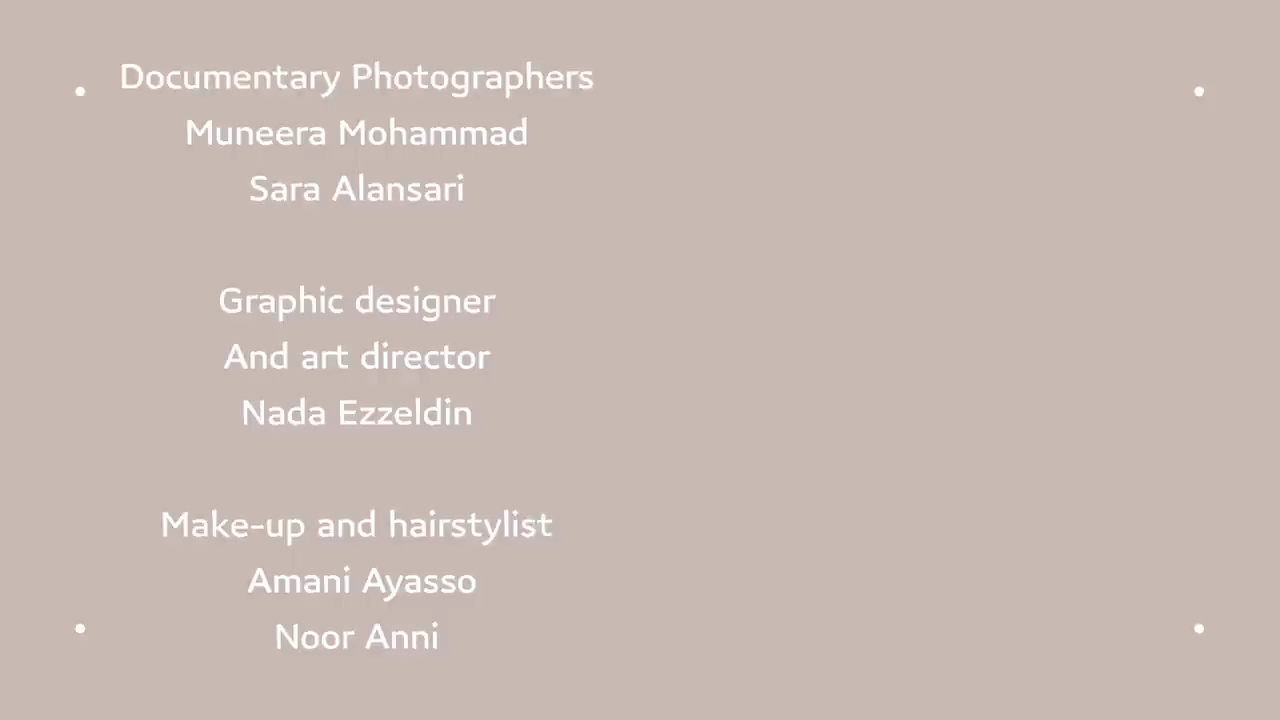 Documentary Photographers
Muneera Mohammad
Sara Alansari
Graphic designer
And art director
Nada Ezzeldin
Make-up and hairstylist
Amani Ayasso
Noor Anni